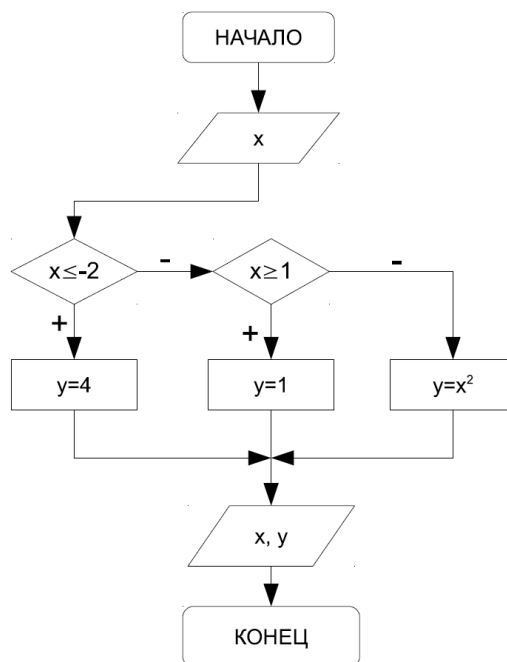 НАЧАЛО
x
x≤-2
-
x≥1
-
+
+
y=4
y=1
y=x²
x, y
КОНЕЦ